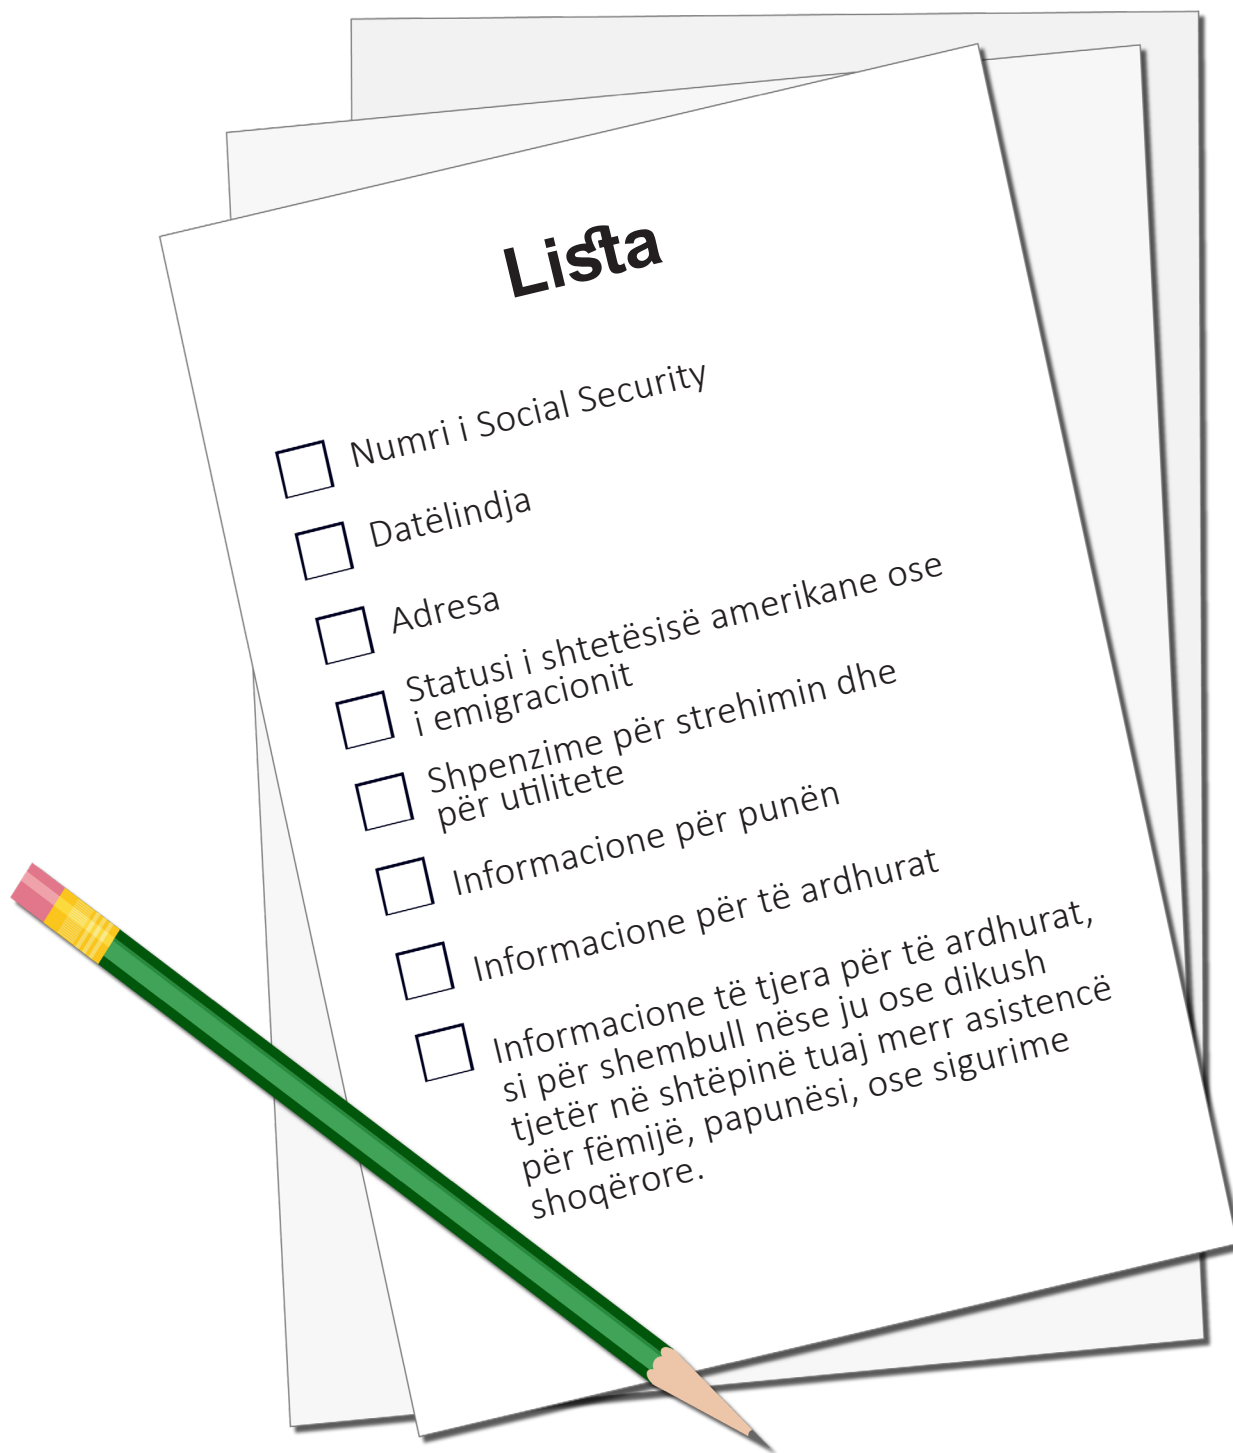 Lista
Numri i Social Security
Datëlindja
Adresa
Statusi i shtetësisë amerikane ose
i emigracionit
Shpenzime për strehimin dhe
për utilitete
Informacione për punën
Informacione për të ardhurat
Informacione të tjera për të ardhurat,
si për shembull nëse ju ose dikush
tjetër në shtëpinë tuaj merr asistencë
për fëmijë, papunësi, ose sigurime
shoqërore.